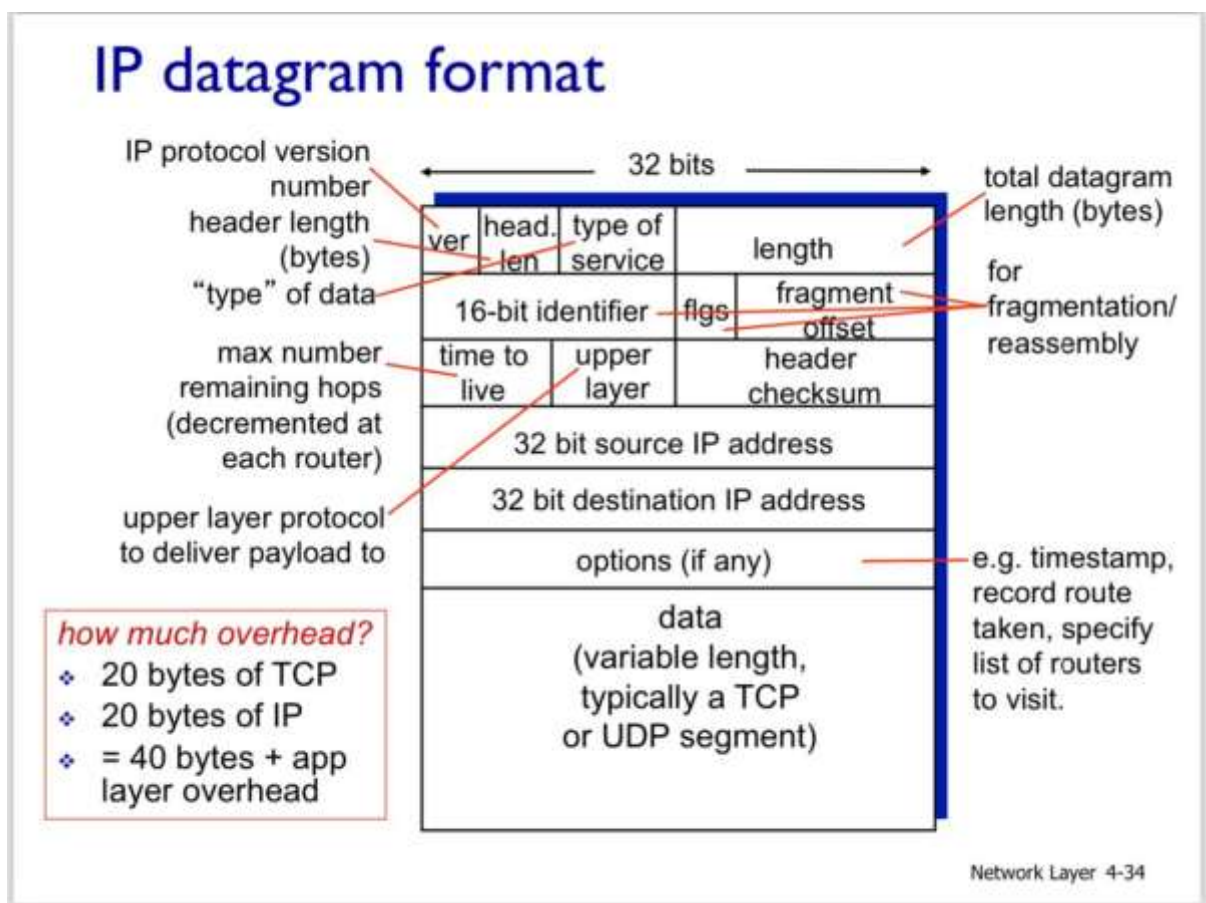 IP datagram format
IP protocol version
number
header length
(bytes)
“type” of data
max number
remaining hops
(decremented at
each router)
upper layer protocol
to deliver payload to
how much overhead?
❖ 20 bytes of TCP
❖ 20 bytes of IP
❖ = 40 bytes + app
layer overhead
32 bits
ver
head.
len
type of
service
length
16-bit identifier
flgs
fragment
offset
time to
live
upper
layer
header
checksum
32 bit source IP address
32 bit destination IP address
options (if any)
data
(variable length,
typically a TCP
or UDP segment)
total datagram
length (bytes)
for
fragmentation/
reassembly
e.g. timestamp,
record route
taken, specify
list of routers
to visit.
Network Layer 4-34